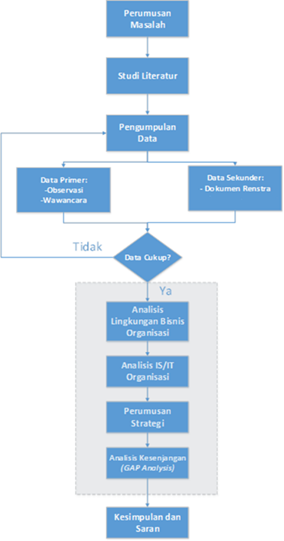 Perumusan
Masalah
Studi Literatur
Pengumpulan
Data
Data Primer:
-Observasi
-Wawancara
Data Sekunder:
- Dokumen Renstra
Data Cukup?
Tidak
Ya
Analisis
Lingkungan Bisnis
Organisasi
Analisis IS/IT
Organisasi
Perumusan
Strategi
Analisis Kesenjangan
(GAP Analysis)
Kesimpulan dan
Saran